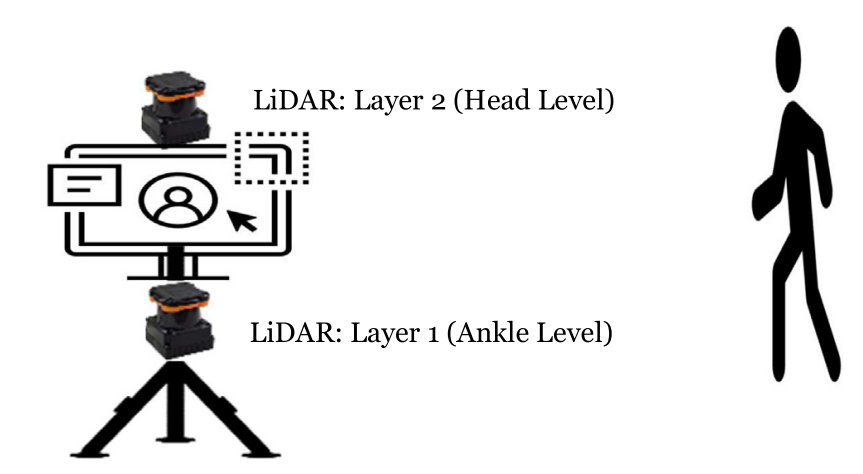 LiDAR: Layer 2 (Head Level)
LiDAR: Layer 1 (Ankle Level)